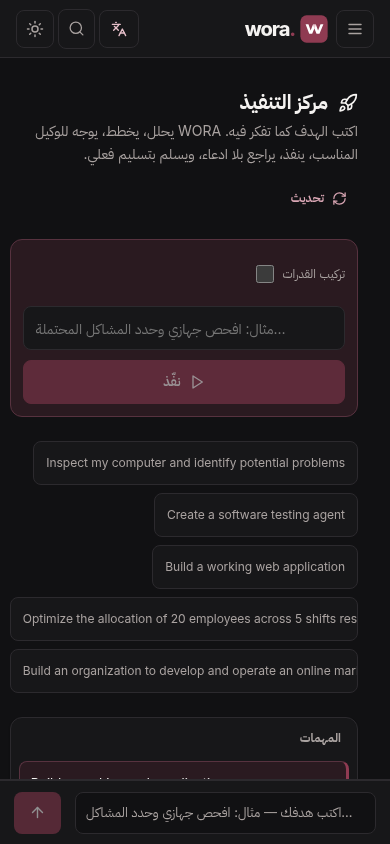 wora.
مركز التنفيذ
اكتب الهدف كما تفكر فيه. WORA يحلل، يخطط، يوجه للوكيل
المناسب، ينفذ، يراجع بلا ادعاء، ويسلم بتسليم فعلي.
تحديث
تركيب القدرات
مثال: افحص جهازي وحدد المشاكل المحتملة...
نفّذ
Inspect my computer and identify potential problems
Create a software testing agent
Build a working web application
Optimize the allocation of 20 employees across 5 shifts res
Build an organization to develop and operate an online mar
المهمات
اكتب هدفك — مثال: افحص جهازي وحدد المشاكل...